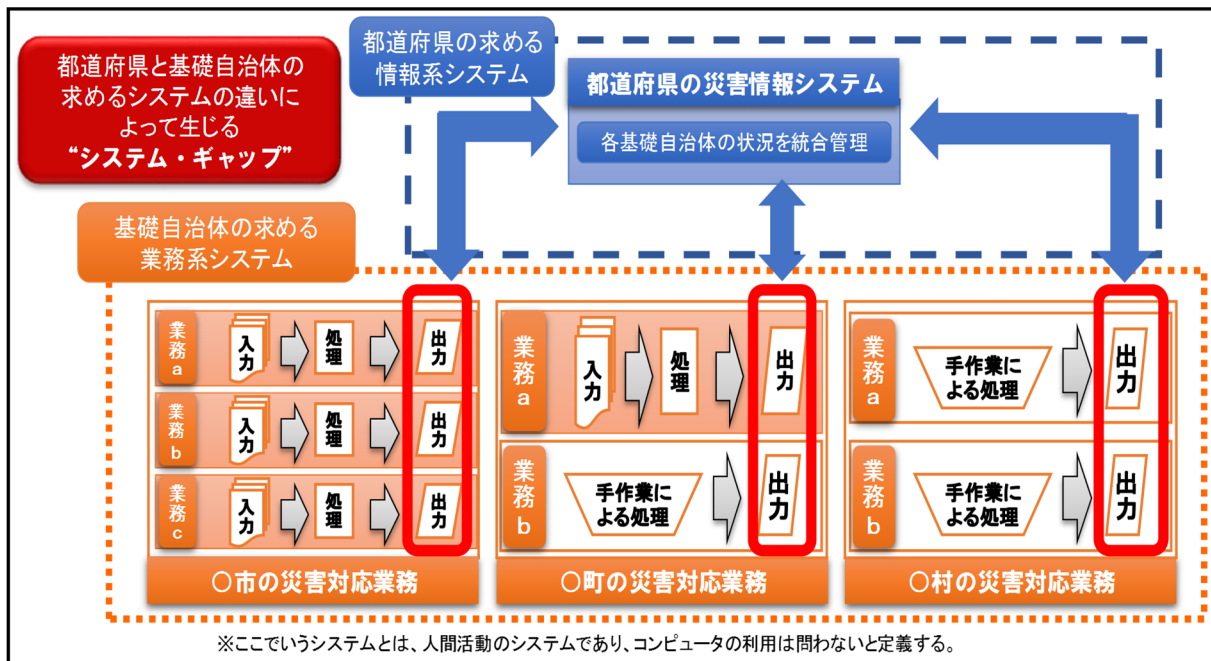 都道府県と基礎自治体の
求めるシステムの違いに
よって生じる
“システム・ギャップ”
都道府県の求める
情報系システム
都道府県の災害情報システム
各基礎自治体の状況を統合管理
基礎自治体の求める
業務系システム
業務a
入力
処理
出力
業務b
入力
処理
出力
業務c
入力
処理
出力
〇市の災害対応業務
業務a
入力
処理
出力
業務b
手作業に
よる処理
出力
〇町の災害対応業務
業務a
手作業に
よる処理
出力
業務b
手作業に
よる処理
出力
〇村の災害対応業務
※ここでいうシステムとは、人間活動のシステムであり、コンピュータの利用は問わないと定義する。